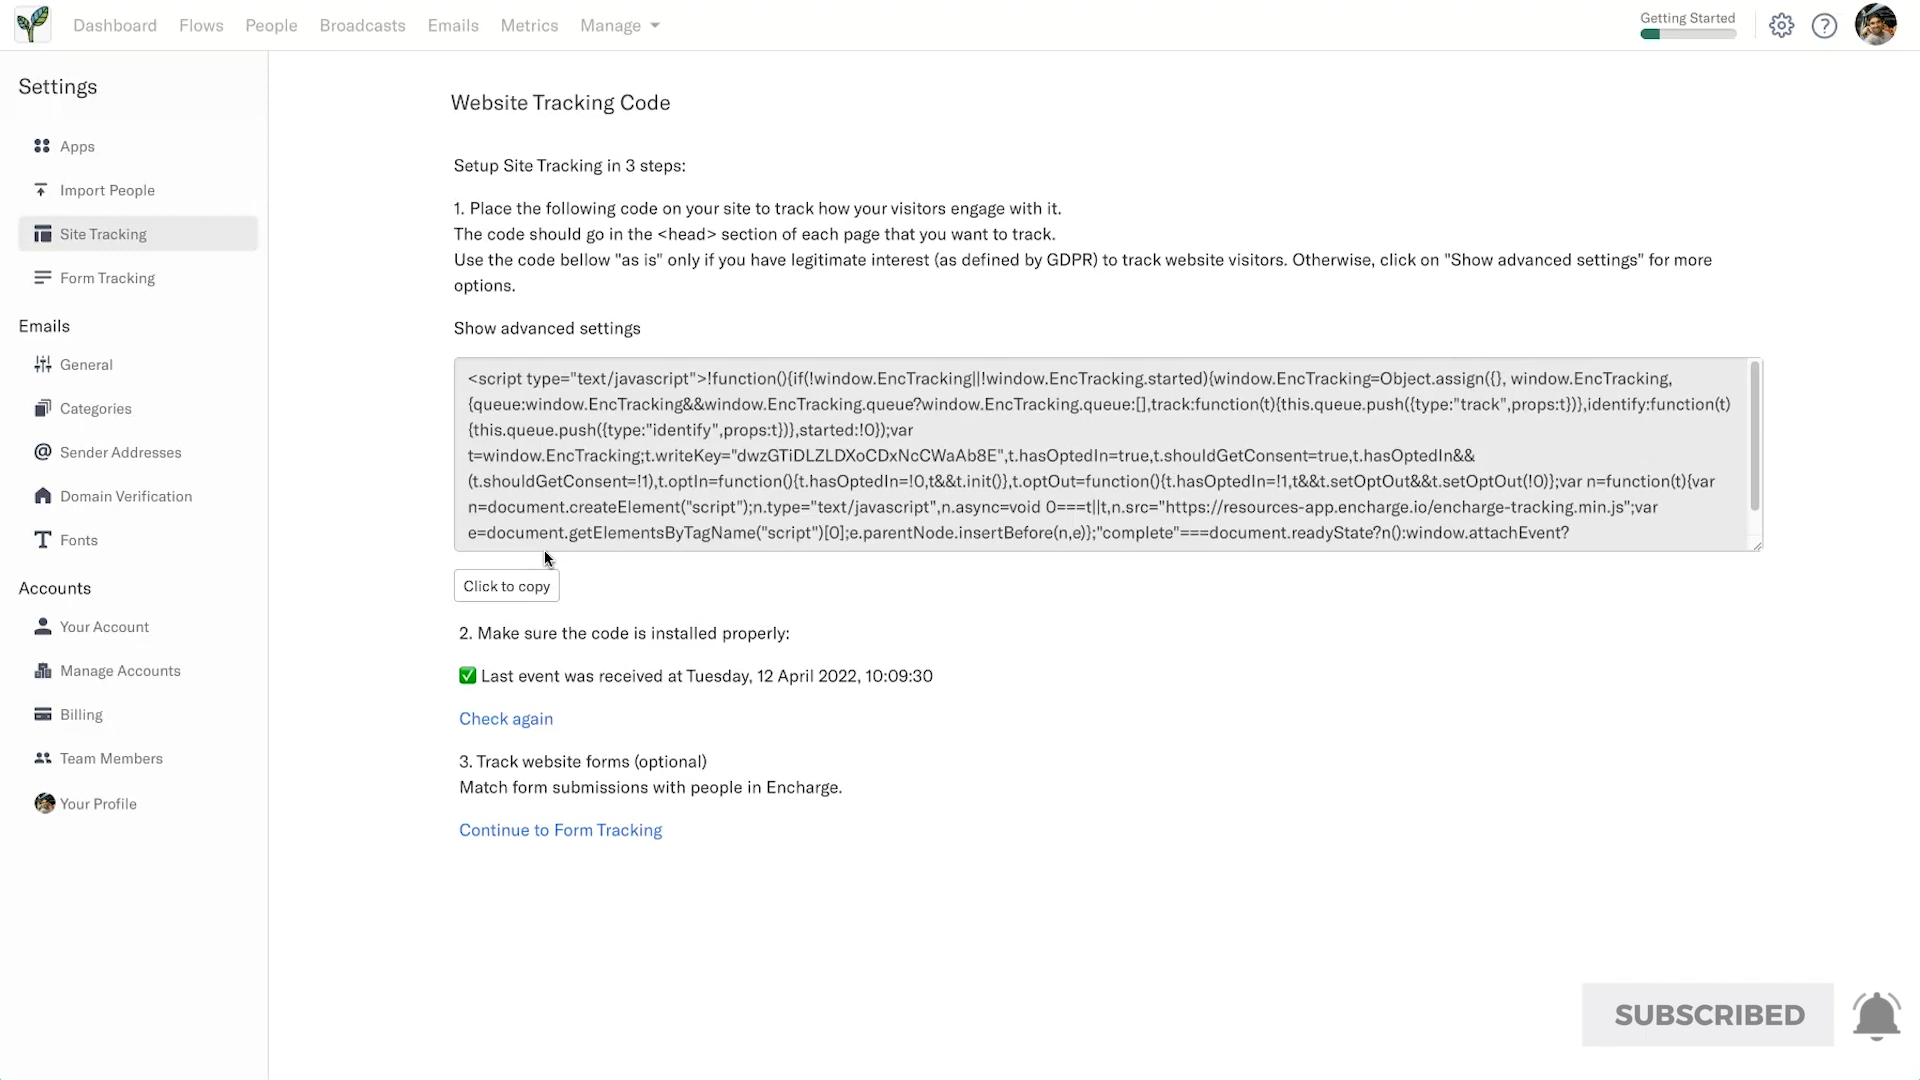 Dashboard Flows People Broadcasts Emails Metrics Manage
Getting Started
Settings
Apps
Import People
Site Tracking
Form Tracking
Emails
General
Categories
Sender Addresses
Domain Verification
Fonts
Accounts
Your Account
Manage Accounts
Billing
Team Members
Your Profile
Website Tracking Code
Setup Site Tracking in 3 steps:
1. Place the following code on your site to track how your visitors engage with it.
The code should go in the <head> section of each page that you want to track.
Use the code bellow "as is" only if you have legitimate interest (as defined by GDPR) to track website visitors. Otherwise, click on "Show advanced settings" for more
options.
Show advanced settings
<script type="text/javascript">!function(){if(!window.EncTracking||!window.EncTracking.started){window.EncTracking=Object.assign({}, window.EncTracking,
{queue:window.EncTracking&&window.EncTracking.queue?window.EncTracking.queue:[],track:function(t){this.queue.push({type:"track",props:t})},identify:function(t)
{this.queue.push({type:"identify",props:t})},started:!0});var
t=window.EncTracking;t.writeKey="dwzGTiDLZLDXoCDxNcCWaAb8E",t.hasOptedIn=true,t.shouldGetConsent=true,t.hasOptedIn&&
(t.shouldGetConsent=!1),t.optIn=function(){t.hasOptedIn=!0,t&&t.init()},t.optOut=function(){t.hasOptedIn=!1,t&&t.setOptOut&&t.setOptOut(!0)};var n=function(t){var
n=document.createElement("script");n.type="text/javascript",n.async=void 0===t||t,n.src="https://resources-app.encharge.io/encharge-tracking.min.js";var
e=document.getElementsByTagName("script")[0];e.parentNode.insertBefore(n,e)};"complete"===document.readyState?n():window.attachEvent?
Click to copy
2. Make sure the code is installed properly:
✅ Last event was received at Tuesday, 12 April 2022, 10:09:30
Check again
3. Track website forms (optional)
Match form submissions with people in Encharge.
Continue to Form Tracking
SUBSCRIBED